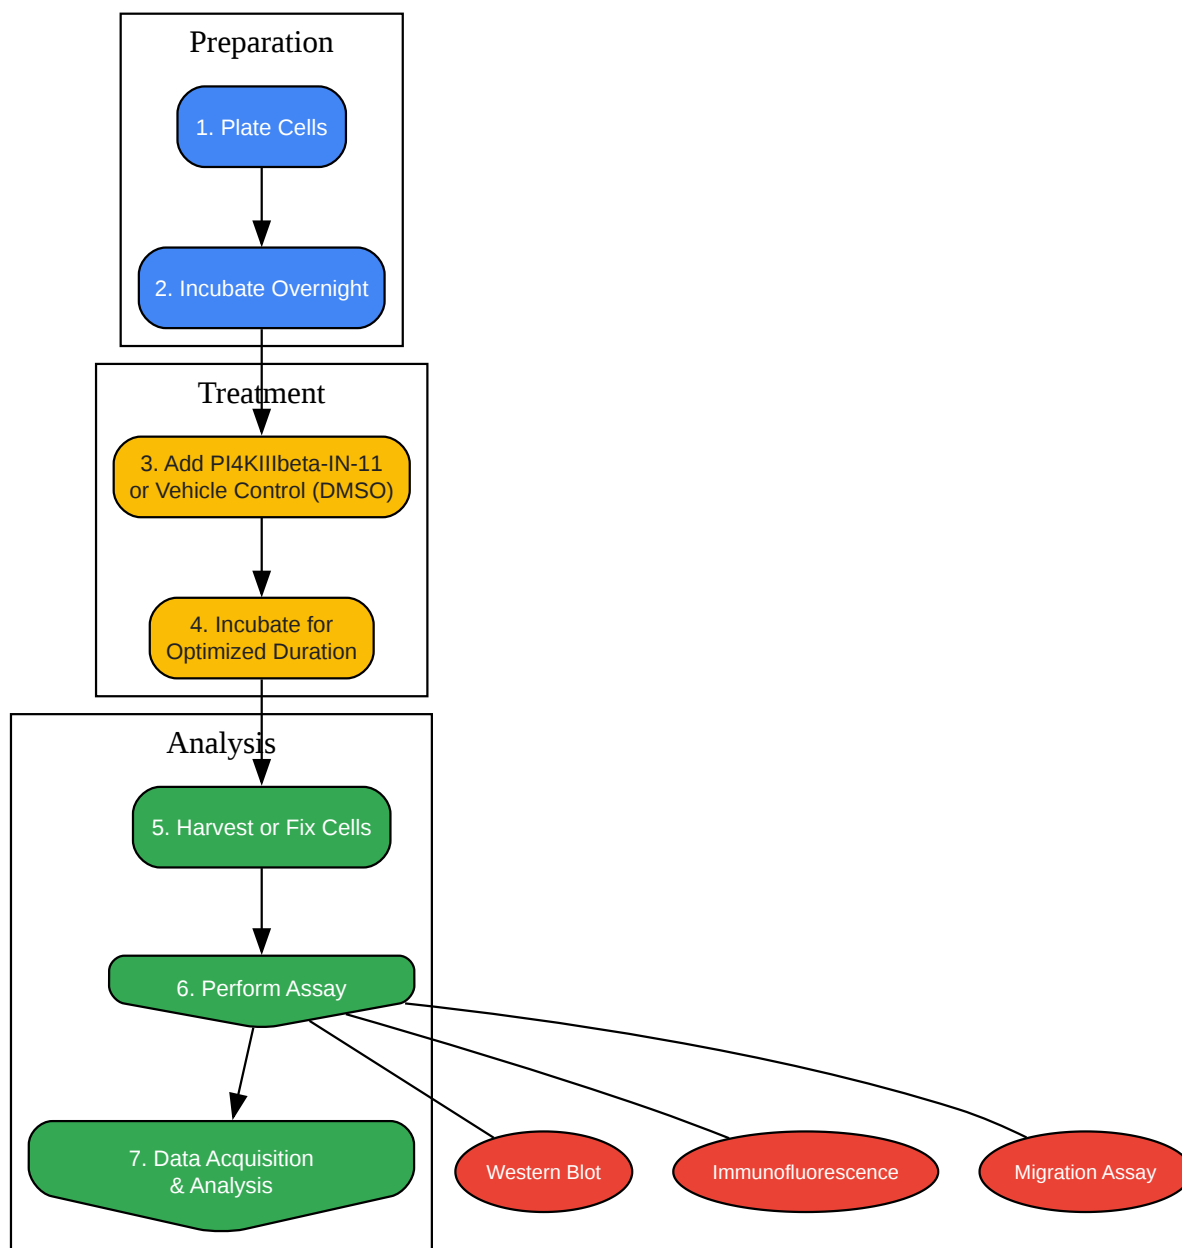 Preparation
1. Plate Cells
2. Incubate Overnight
Treatment
3. Add PI4KIIIbeta-IN-11
or Vehicle Control (DMSO)
4. Incubate for
Optimized Duration
Analysis
5. Harvest or Fix Cells
6. Perform Assay
7. Data Acquisition
& Analysis
Western Blot
Immunofluorescence
Migration Assay